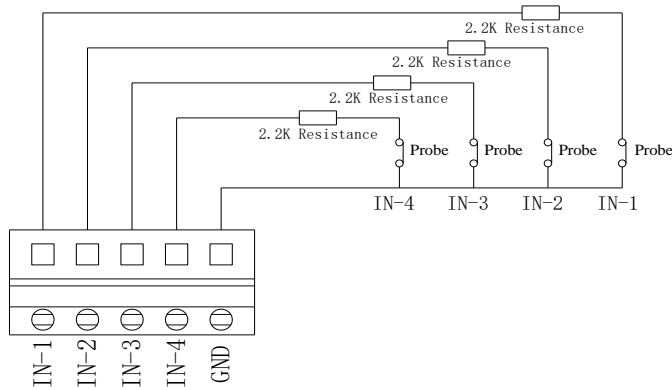 2.2K Resistance
2.2K Resistance
2.2K Resistance
2.2K Resistance
Probe Probe Probe Probe
IN-4 IN-3 IN-2 IN-1
IN-1
IN-2
IN-3
IN-4
GND